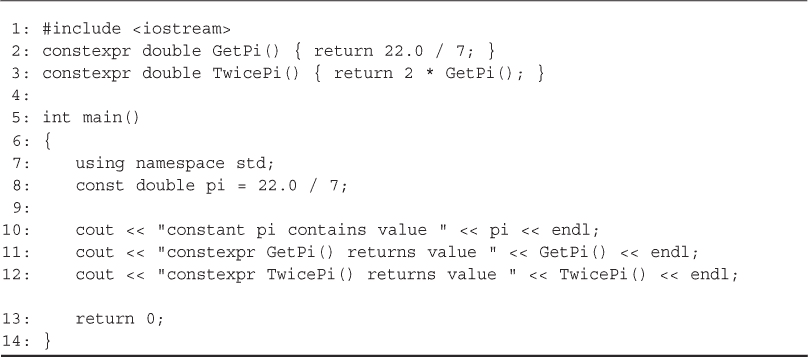 1: #include <iostream>
2: constexpr double GetPi() { return 22.0 / 7; }
3: constexpr double TwicePi() { return 2 * GetPi(); }
4:
5: int main()
6: {
7:    using namespace std;
8:    const double pi = 22.0 / 7;
9:
10:    cout << "constant pi contains value " << pi << endl;
11:    cout << "constexpr GetPi() returns value " << GetPi() << endl;
12:    cout << "constexpr TwicePi() returns value " << TwicePi() << endl;
13:    return 0;
14: }